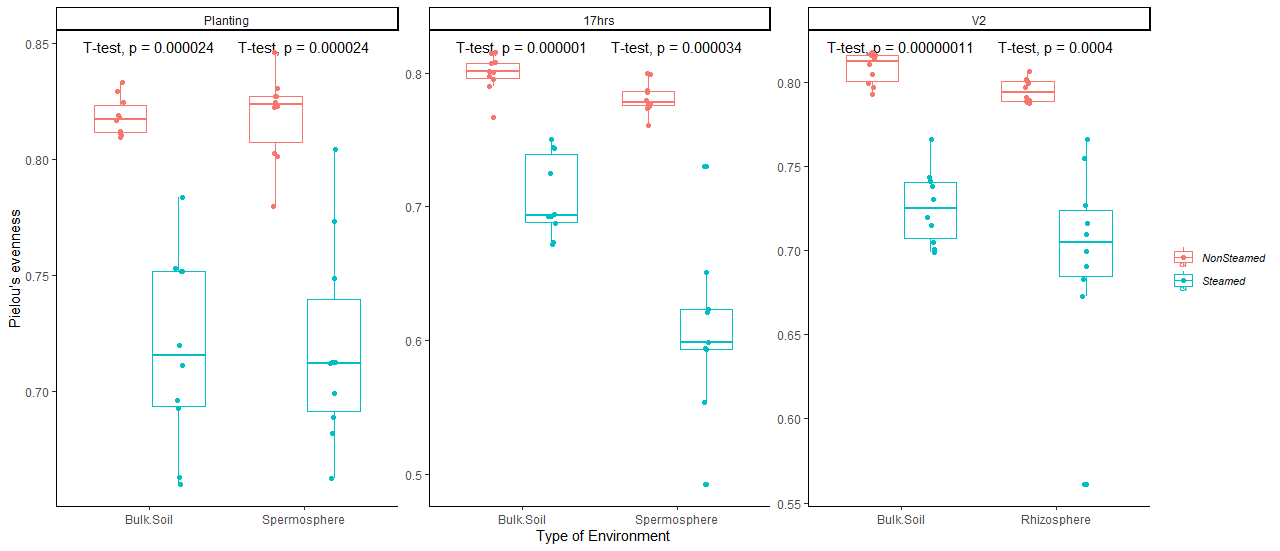 Planting
17hrs
V2
T-test, p = 0.000024
T-test, p = 0.000024
T-test, p = 0.000001
T-test, p = 0.000034
T-test, p = 0.00000011
T-test, p = 0.0004
Pielou's evenness
0.85
0.80
0.75
0.70
0.8
0.7
0.6
0.5
0.80
0.75
0.70
0.65
0.60
0.55
Bulk.Soil
Spermosphere
Bulk.Soil
Spermosphere
Bulk.Soil
Rhizosphere
Type of Environment
a
NonSteamed
a
Steamed